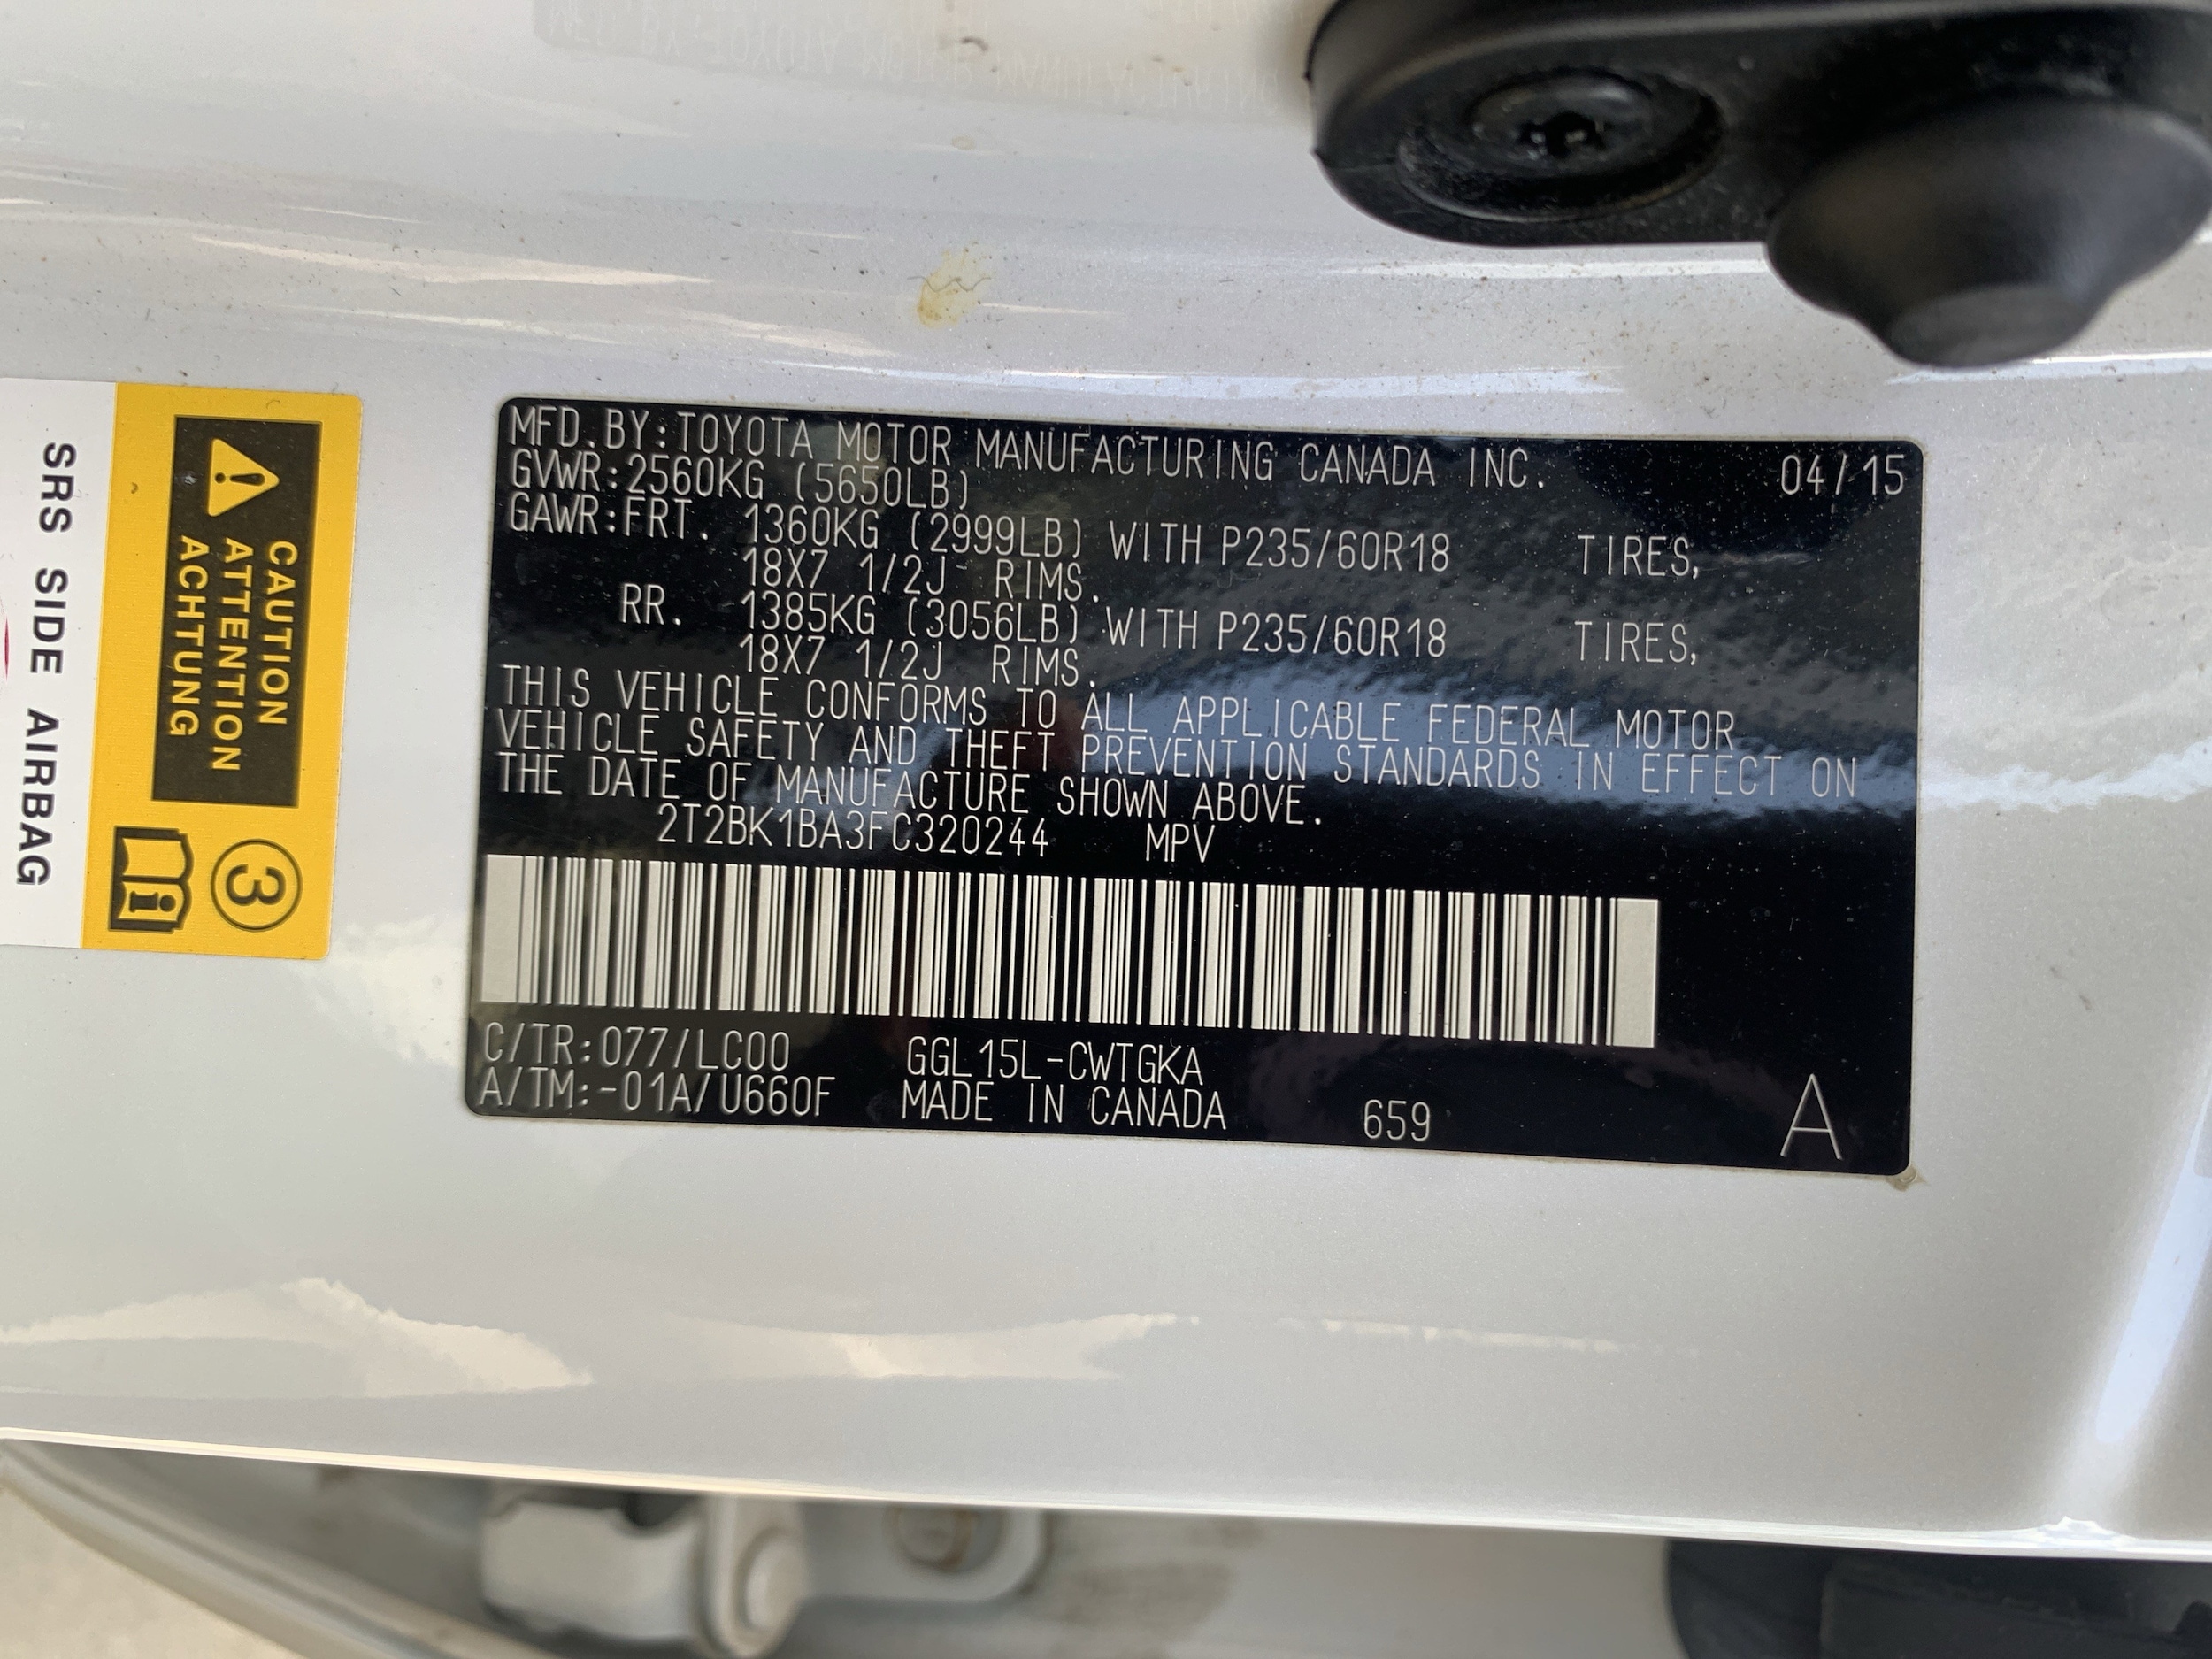 MFD.BY:TOYOTA MOTOR MANUFACTURING CANADA INC. 04/15
GVWR:2560KG (5650LB)
GAWR:FRT. 1360KG (2999LB) WITH P235/60R18 TIRES,
18X7 1/2J RIMS.
RR. 1385KG (3056LB) WITH P235/60R18 TIRES,
18X7 1/2J RIMS.
THIS VEHICLE CONFORMS TO ALL APPLICABLE FEDERAL MOTOR
VEHICLE SAFETY AND THEFT PREVENTION STANDARDS IN EFFECT ON
THE DATE OF MANUFACTURE SHOWN ABOVE.
2T2BK1BA3FC320244 MPV
C/TR:077/LC00 GGL15L-CWTGKA
A/TM:-01A/U660F MADE IN CANADA 659 A
CAUTION
ATTENTION
ACHTUNG
3
i
SRS SIDE AIRBAG